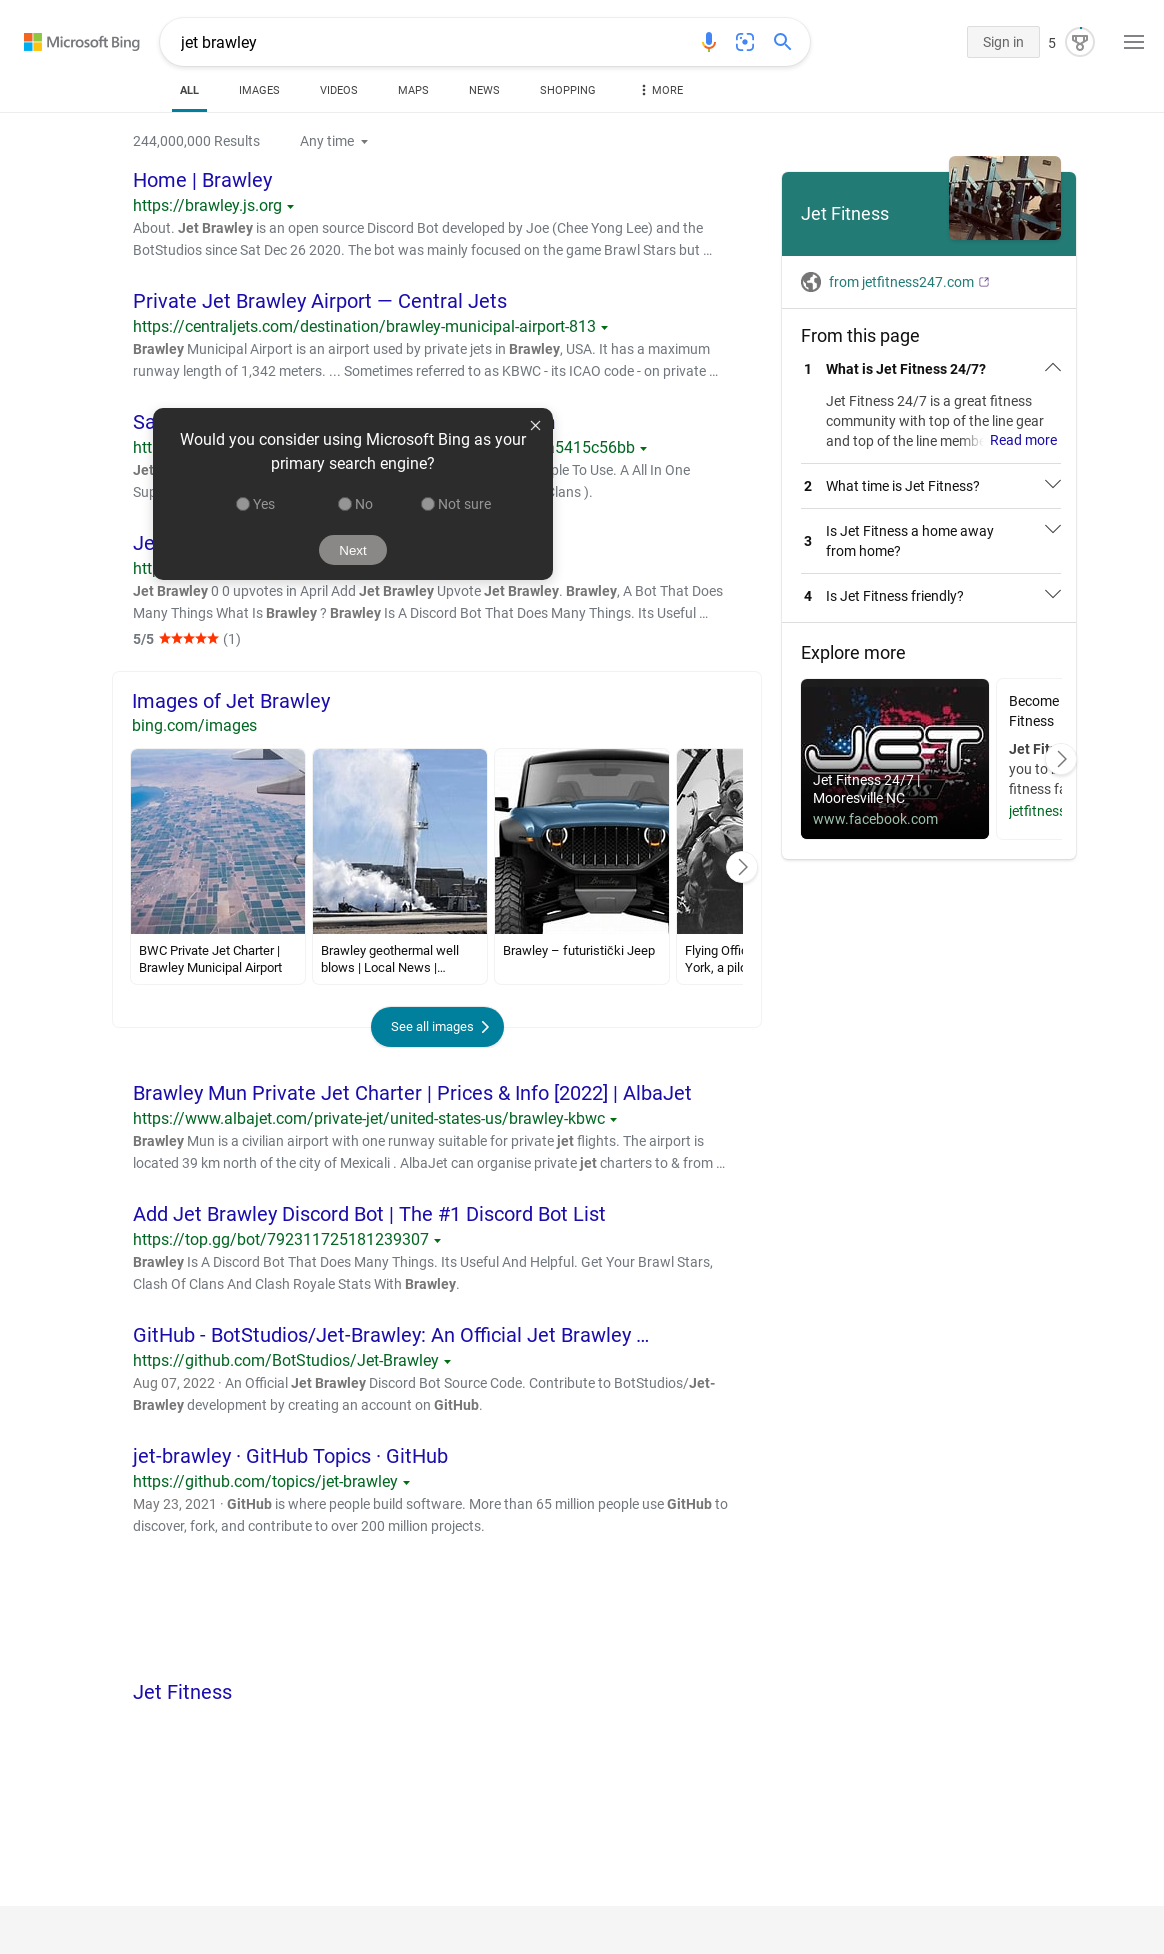 Microsoft Bing
jet brawley
Sign in
5
ALL
IMAGES
VIDEOS
MAPS
NEWS
SHOPPING
MORE
244,000,000 Results
Any time
Home | Brawley
https://brawley.js.org
About. Jet Brawley is an open source Discord Bot developed by Joe (Chee Yong Lee) and the
BotStudios since Sat Dec 26 2020. The bot was mainly focused on the game Brawl Stars but …
Private Jet Brawley Airport — Central Jets
https://centraljets.com/destination/brawley-municipal-airport-813
Brawley Municipal Airport is an airport used by private jets in Brawley, USA. It has a maximum
runway length of 1,342 meters. ... Sometimes referred to as KBWC - its ICAO code - on private …
Would you consider using Microsoft Bing as your
primary search engine?
Yes
No
Not sure
Next
5415c56bb
Jet
ble To Use. A All In One
Clans ).
Jet Brawley 0 0 upvotes in April Add Jet Brawley Upvote Jet Brawley. Brawley, A Bot That Does
Many Things What Is Brawley ? Brawley Is A Discord Bot That Does Many Things. Its Useful …
5/5 ★★★★★ (1)
Images of Jet Brawley
bing.com/images
BWC Private Jet Charter |
Brawley Municipal Airport
Brawley geothermal well
blows | Local News |…
Brawley
Brawley – futuristički Jeep
Flying Offic
York, a pilo
See all images
Brawley Mun Private Jet Charter | Prices & Info [2022] | AlbaJet
https://www.albajet.com/private-jet/united-states-us/brawley-kbwc
Brawley Mun is a civilian airport with one runway suitable for private jet flights. The airport is
located 39 km north of the city of Mexicali . AlbaJet can organise private jet charters to & from …
Add Jet Brawley Discord Bot | The #1 Discord Bot List
https://top.gg/bot/792311725181239307
Brawley Is A Discord Bot That Does Many Things. Its Useful And Helpful. Get Your Brawl Stars,
Clash Of Clans And Clash Royale Stats With Brawley.
GitHub - BotStudios/Jet-Brawley: An Official Jet Brawley …
https://github.com/BotStudios/Jet-Brawley
Aug 07, 2022 · An Official Jet Brawley Discord Bot Source Code. Contribute to BotStudios/Jet-
Brawley development by creating an account on GitHub.
jet-brawley · GitHub Topics · GitHub
https://github.com/topics/jet-brawley
May 23, 2021 · GitHub is where people build software. More than 65 million people use GitHub to
discover, fork, and contribute to over 200 million projects.
Jet Fitness
Jet Fitness
from jetfitness247.com
From this page
1 What is Jet Fitness 24/7?
Jet Fitness 24/7 is a great fitness
community with top of the line gear
and top of the line membe Read more
2 What time is Jet Fitness?
3 Is Jet Fitness a home away
from home?
4 Is Jet Fitness friendly?
Explore more
JET
Fitness
24/7
Jet Fitness 24/7 |
Mooresville NC
www.facebook.com
Become
Fitness
Jet Fit
you to
fitness fa
jetfitness